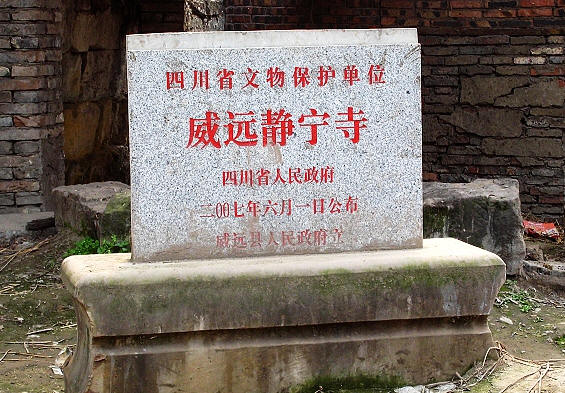 四川省文物保护单位
威远静宁寺
四川省人民政府
二00七年六月一日公布
威远县人民政府立